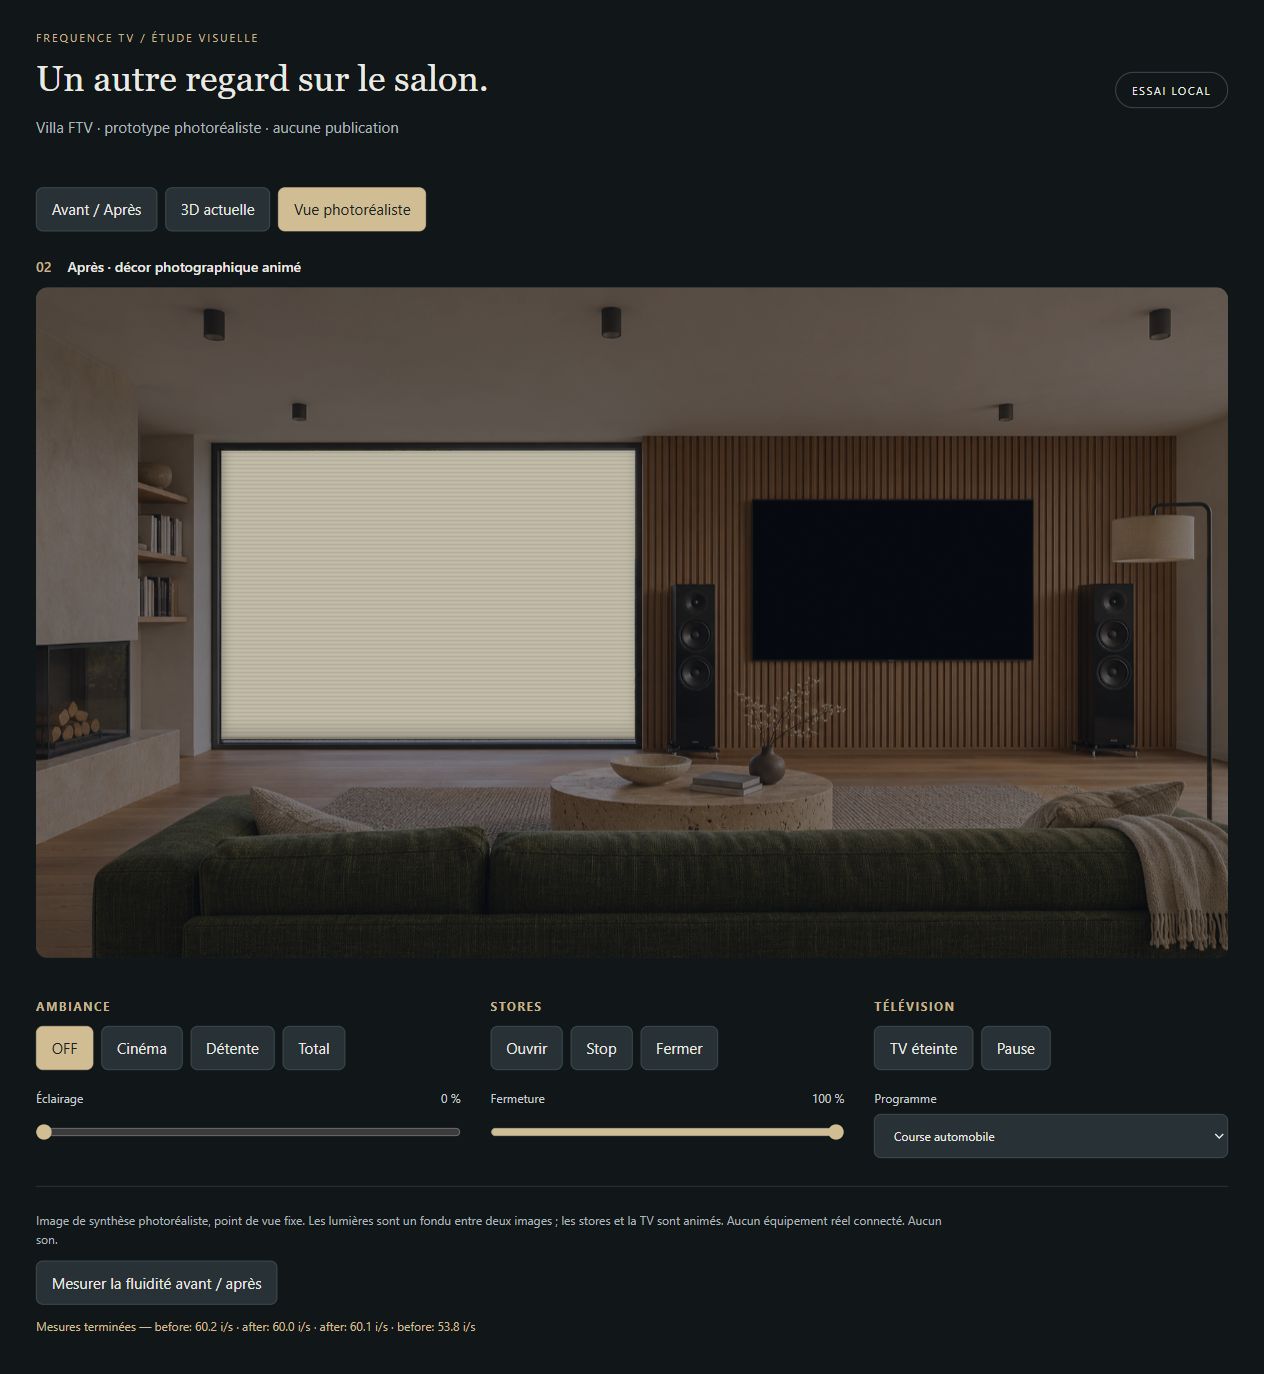 FREQUENCE TV / ÉTUDE VISUELLE
Un autre regard sur le salon.
ESSAI LOCAL
Villa FTV · prototype photoréaliste · aucune publication
Avant / Après
3D actuelle
Vue photoréaliste
02 Après · décor photographique animé
AMBIANCE
OFF
Cinéma
Détente
Total
Éclairage
0 %
STORES
Ouvrir
Stop
Fermer
Fermeture
100 %
TÉLÉVISION
TV éteinte
Pause
Programme
Course automobile
Image de synthèse photoréaliste, point de vue fixe. Les lumières sont un fondu entre deux images ; les stores et la TV sont animés. Aucun équipement réel connecté. Aucun
son.
Mesurer la fluidité avant / après
Mesures terminées — before: 60.2 i/s · after: 60.0 i/s · after: 60.1 i/s · before: 53.8 i/s